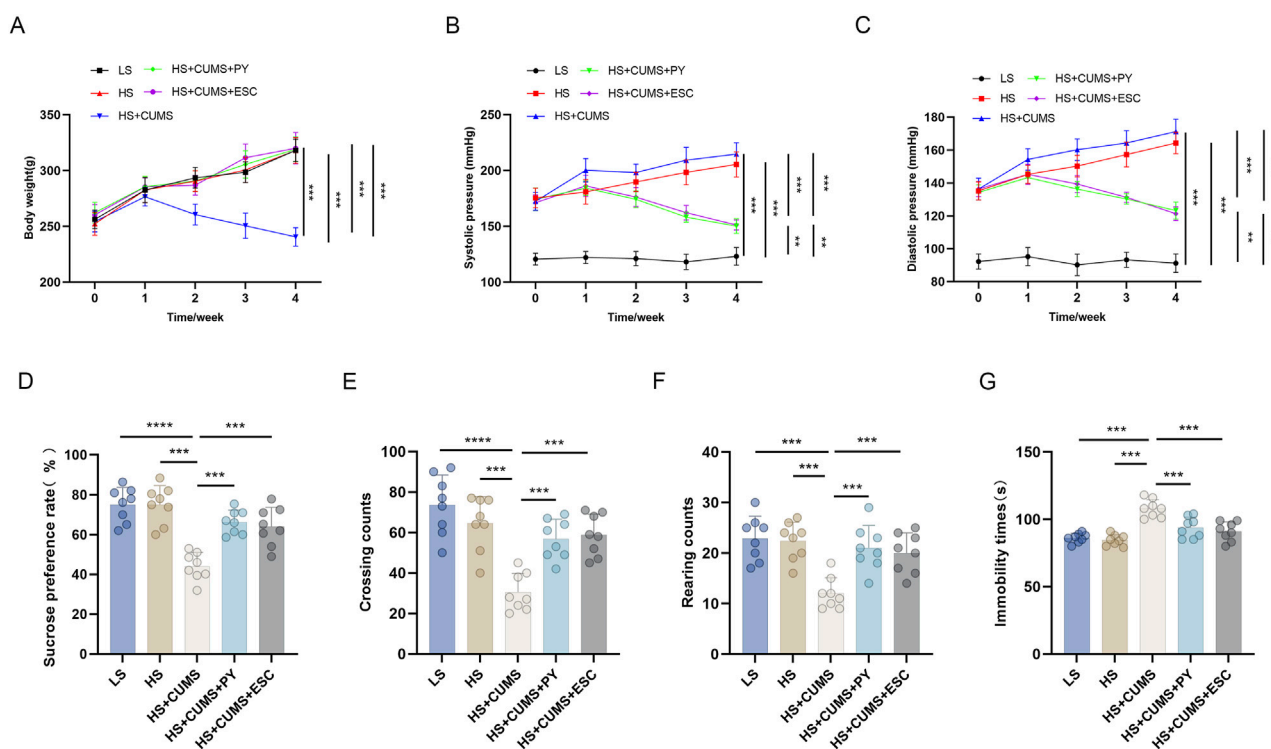 A
B
C
LS
HS+CUMS+PY
HS
HS+CUMS+ESC
HS+CUMS
Body weight(g)
350
300
250
200
0 1 2 3 4
Time/week
***
**
***
***
LS
HS+CUMS+PY
HS
HS+CUMS+ESC
HS+CUMS
Systolic pressure (mmHg)
250
200
150
100
0 1 2 3 4
Time/week
***
***
***
***
**
**
LS
HS+CUMS+PY
HS
HS+CUMS+ESC
HS+CUMS
Diastolic pressure (mmHg)
180
160
140
120
100
80
0 1 2 3 4
Time/week
***
***
***
***
**
D
E
F
G
Sucrose preference rate( % )
100
80
60
40
20
0
**** ***
*** ***
LS HS HS+CUMS HS+CUMS+PY HS+CUMS+ESC
Crossing counts
100
80
60
40
20
0
**** ***
*** ***
LS HS HS+CUMS HS+CUMS+PY HS+CUMS+ESC
Rearing counts
40
30
20
10
0
*** ***
*** ***
LS HS HS+CUMS HS+CUMS+PY HS+CUMS+ESC
Immobility times(s)
150
100
50
0
*** ***
*** ***
LS HS HS+CUMS HS+CUMS+PY HS+CUMS+ESC